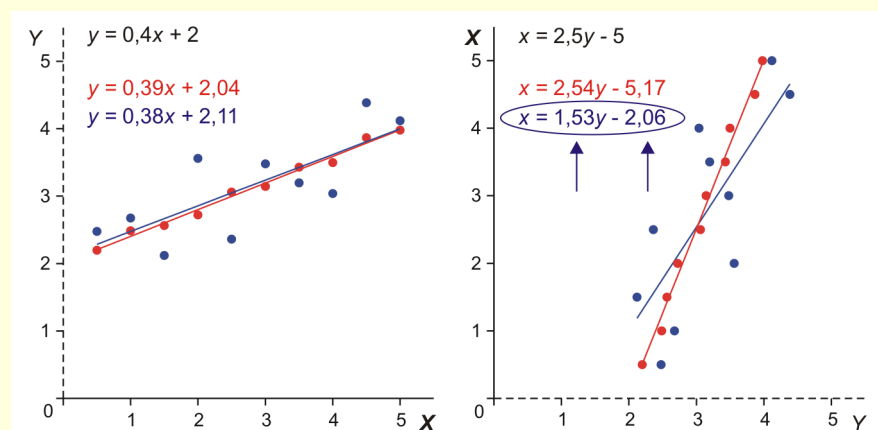 Y
y = 0,4x + 2
5
y = 0,39x + 2,04
y = 0,38x + 2,11
4
3
2
1
0
1 2 3 4 5 X
X
x = 2,5y - 5
5
x = 2,54y - 5,17
x = 1,53y - 2,06
4
3
2
1
0
1 2 3 4 5 Y